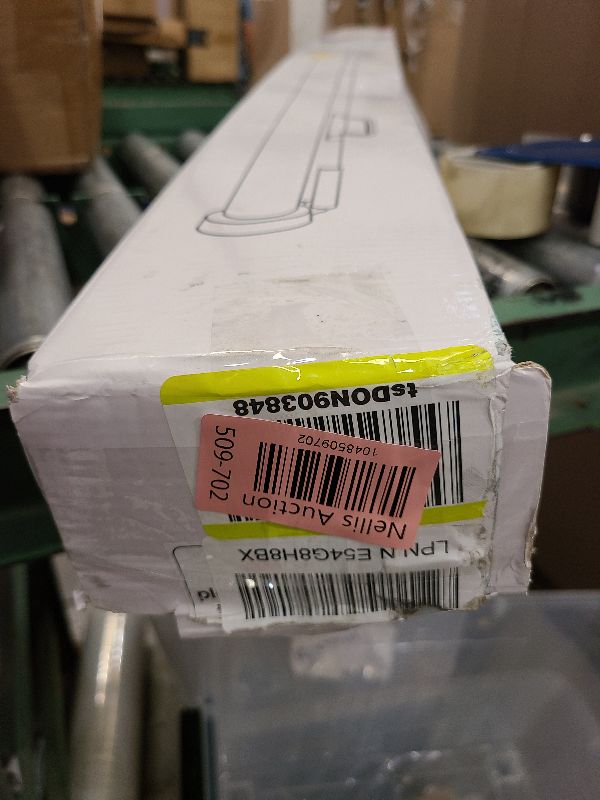 tsDON903848
1048509702
509-702
Nellis Auction
LPN N E54G8H8BX